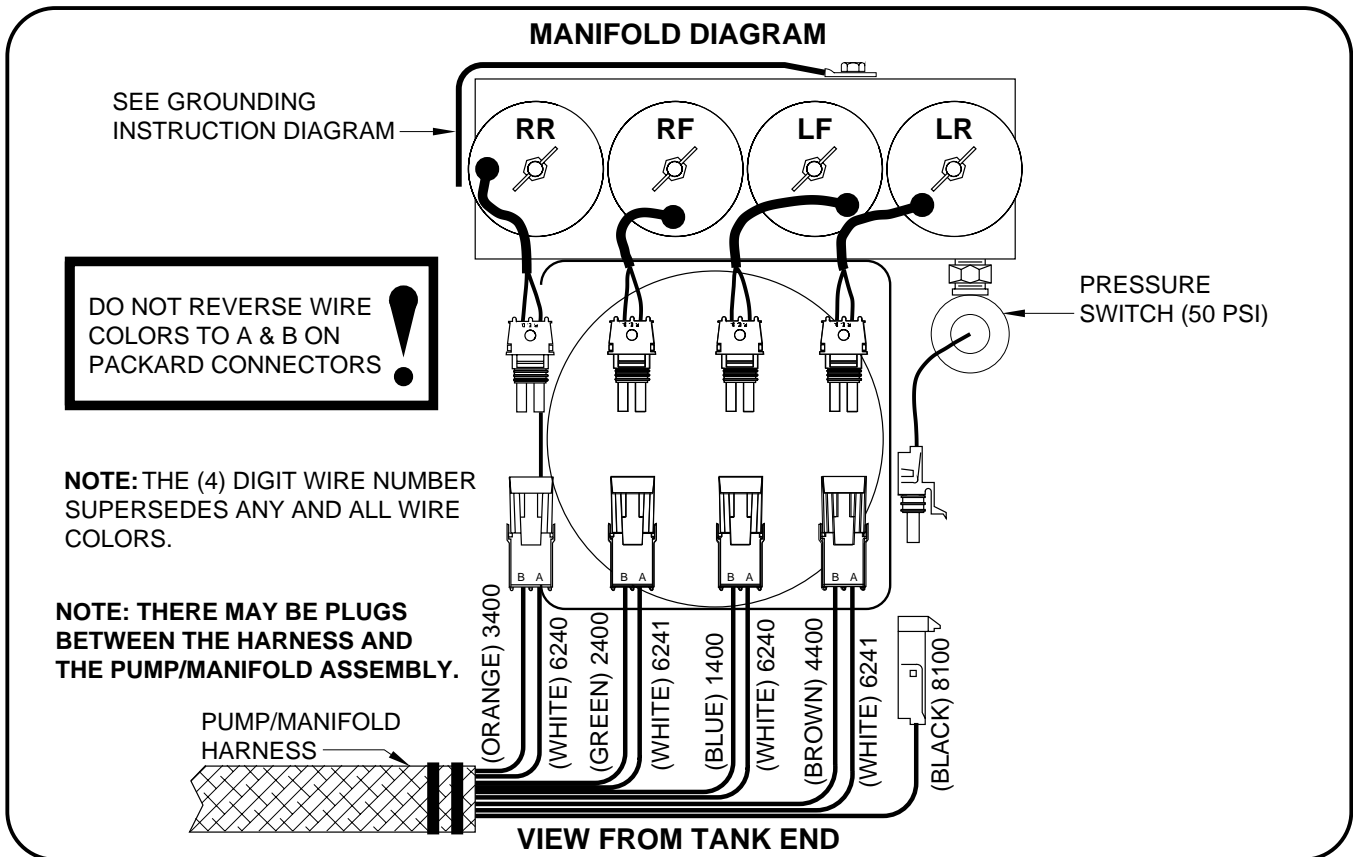 MANIFOLD DIAGRAM
SEE GROUNDING
INSTRUCTION DIAGRAM
RR
RF
LF
LR
PRESSURE
SWITCH (50 PSI)
DO NOT REVERSE WIRE
COLORS TO A & B ON
PACKARD CONNECTORS
!
NOTE: THE (4) DIGIT WIRE NUMBER
SUPERSEDES ANY AND ALL WIRE
COLORS.
B A
B A
B A
B A
NOTE: THERE MAY BE PLUGS
BETWEEN THE HARNESS AND
THE PUMP/MANIFOLD ASSEMBLY.
(ORANGE) 3400
(WHITE) 6240
(GREEN) 2400
(WHITE) 6241
(BLUE) 1400
(WHITE) 6240
(BROWN) 4400
(WHITE) 6241
(BLACK) 8100
PUMP/MANIFOLD
HARNESS
VIEW FROM TANK END